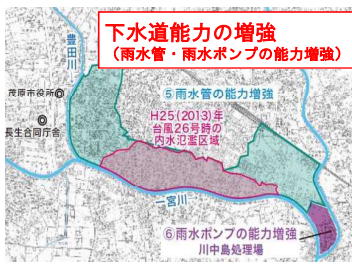 下水道能力の増強
（雨水管・雨水ポンプの能力増強）
豊田川
茂原市役所
長生合同庁舎
⑤雨水管の能力増強
H25(2013)年
台風26号時の
内水氾濫区域
一宮川
⑥雨水ポンプの能力増強
川中島処理場